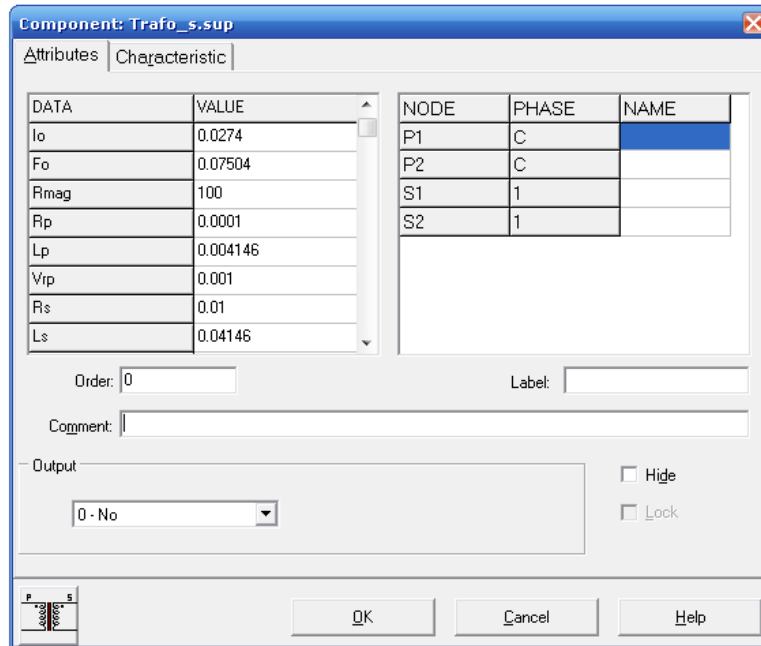 Component: Trafo_s.sup
Attributes Characteristic
DATA VALUE NODE PHASE NAME
Io 0.0274 P1 C
Fo 0.07504 P2 C
Rmag 100 S1 1
Rp 0.0001 S2 1
Lp 0.004146
Vrp 0.001
Rs 0.01
Ls 0.04146
Order: 0 Label:
Comment:
Output
Hide
0 - No Lock
P S
OK Cancel Help